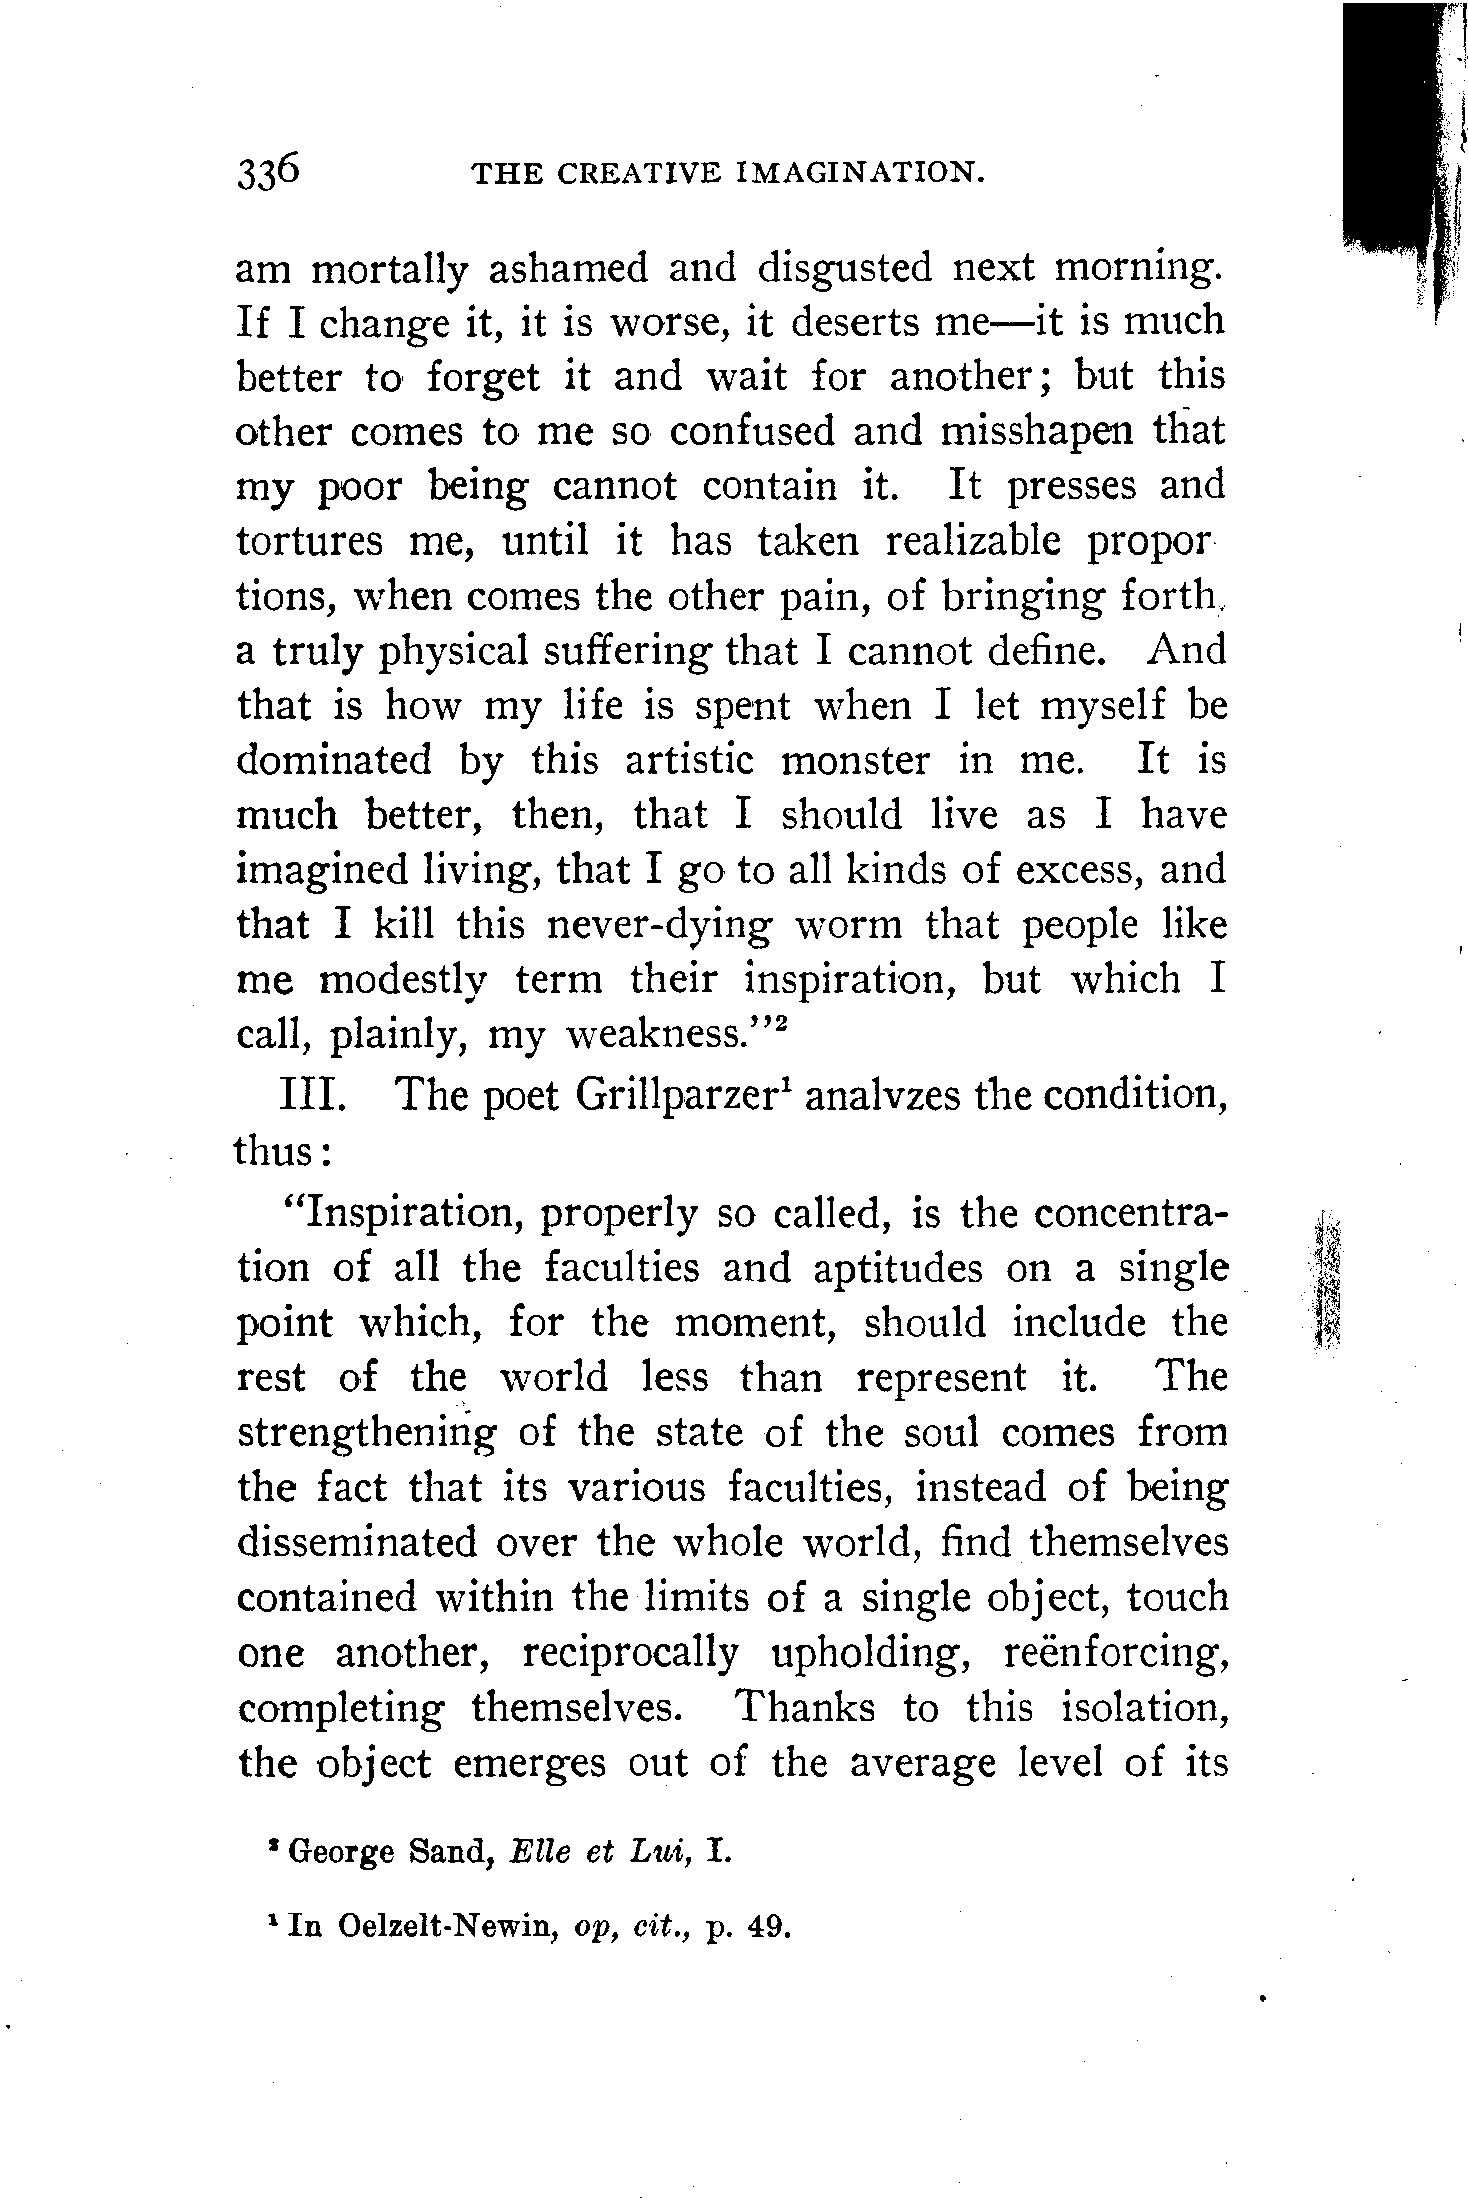 336 THE CREATIVE IMAGINATION.
am mortally ashamed and disgusted next morning.
If I change it, it is worse, it deserts me—it is much
better to forget it and wait for another; but this
other comes to me so confused and misshapen that
my poor being cannot contain it. It presses and
tortures me, until it has taken realizable propor
tions, when comes the other pain, of bringing forth,
a truly physical suffering that I cannot define. And
that is how my life is spent when I let myself be
dominated by this artistic monster in me. It is
much better, then, that I should live as I have
imagined living, that I go to all kinds of excess, and
that I kill this never-dying worm that people like
me modestly term their inspiration, but which I
call, plainly, my weakness."²
III. The poet Grillparzer¹ analyzes the condition,
thus:
"Inspiration, properly so called, is the concentra-
tion of all the faculties and aptitudes on a single
point which, for the moment, should include the
rest of the world less than represent it. The
strengthening of the state of the soul comes from
the fact that its various faculties, instead of being
disseminated over the whole world, find themselves
contained within the limits of a single object, touch
one another, reciprocally upholding, reënforcing,
completing themselves. Thanks to this isolation,
the object emerges out of the average level of its
² George Sand, Elle et Lui, I.
¹ In Oelzelt-Newin, op, cit., p. 49.